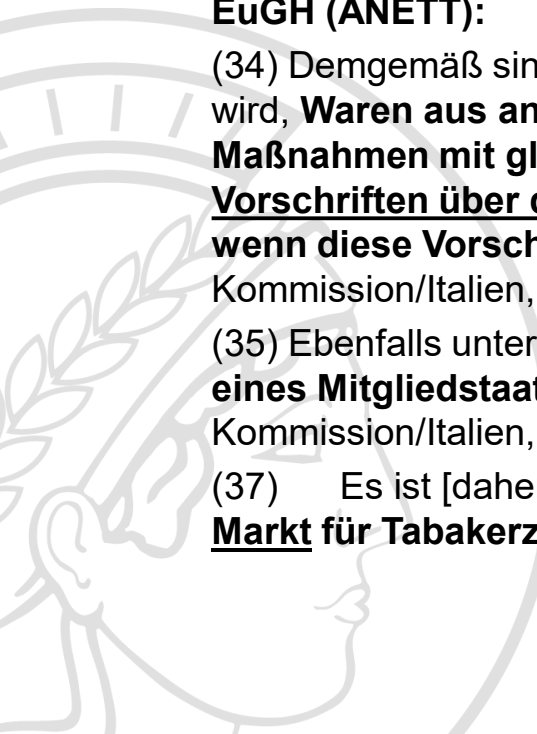 EuGH (ANETT):
(34) Demgemäß sin
wird, Waren aus an
Maßnahmen mit gl
Vorschriften über
wenn diese Vorsch
Kommission/Italien,
(35) Ebenfalls unter
eines Mitgliedstaat
Kommission/Italien,
(37) Es ist [dahe
Markt für Tabakerz